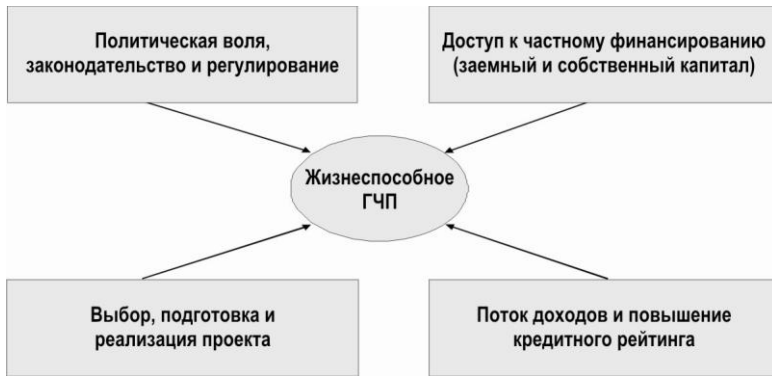 Политическая воля,
законодательство и регулирование
Доступ к частному финансированию
(заемный и собственный капитал)
Жизнеспособное
ГЧП
Выбор, подготовка и
реализация проекта
Поток доходов и повышение
кредитного рейтинга